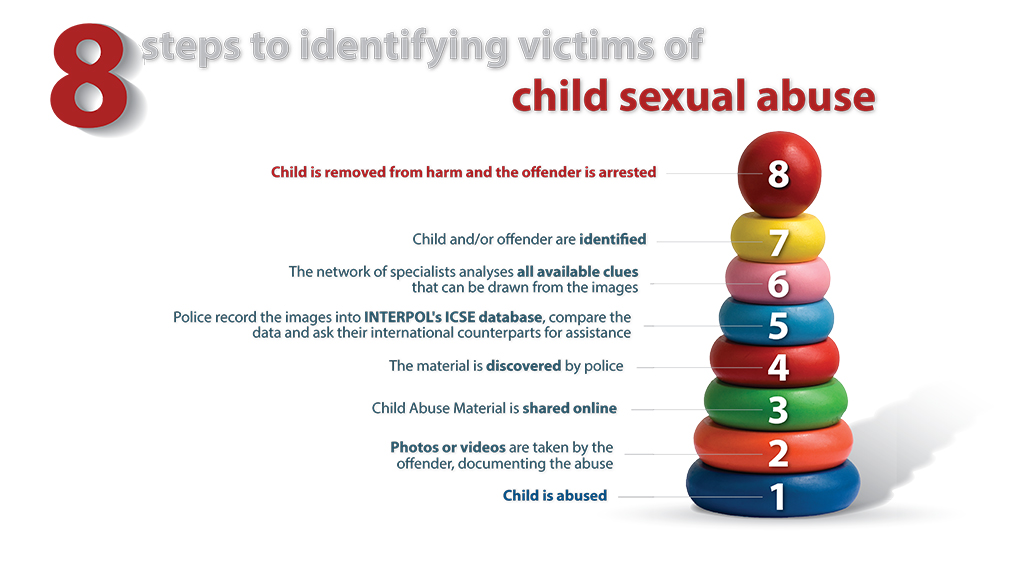 8 steps to identifying victims of
child sexual abuse
Child is removed from harm and the offender is arrested
8
Child and/or offender are identified
7
The network of specialists analyses all available clues
that can be drawn from the images
6
Police record the images into INTERPOL's ICSE database, compare the
data and ask their international counterparts for assistance
5
The material is discovered by police
4
Child Abuse Material is shared online
3
Photos or videos are taken by the
offender, documenting the abuse
2
Child is abused
1